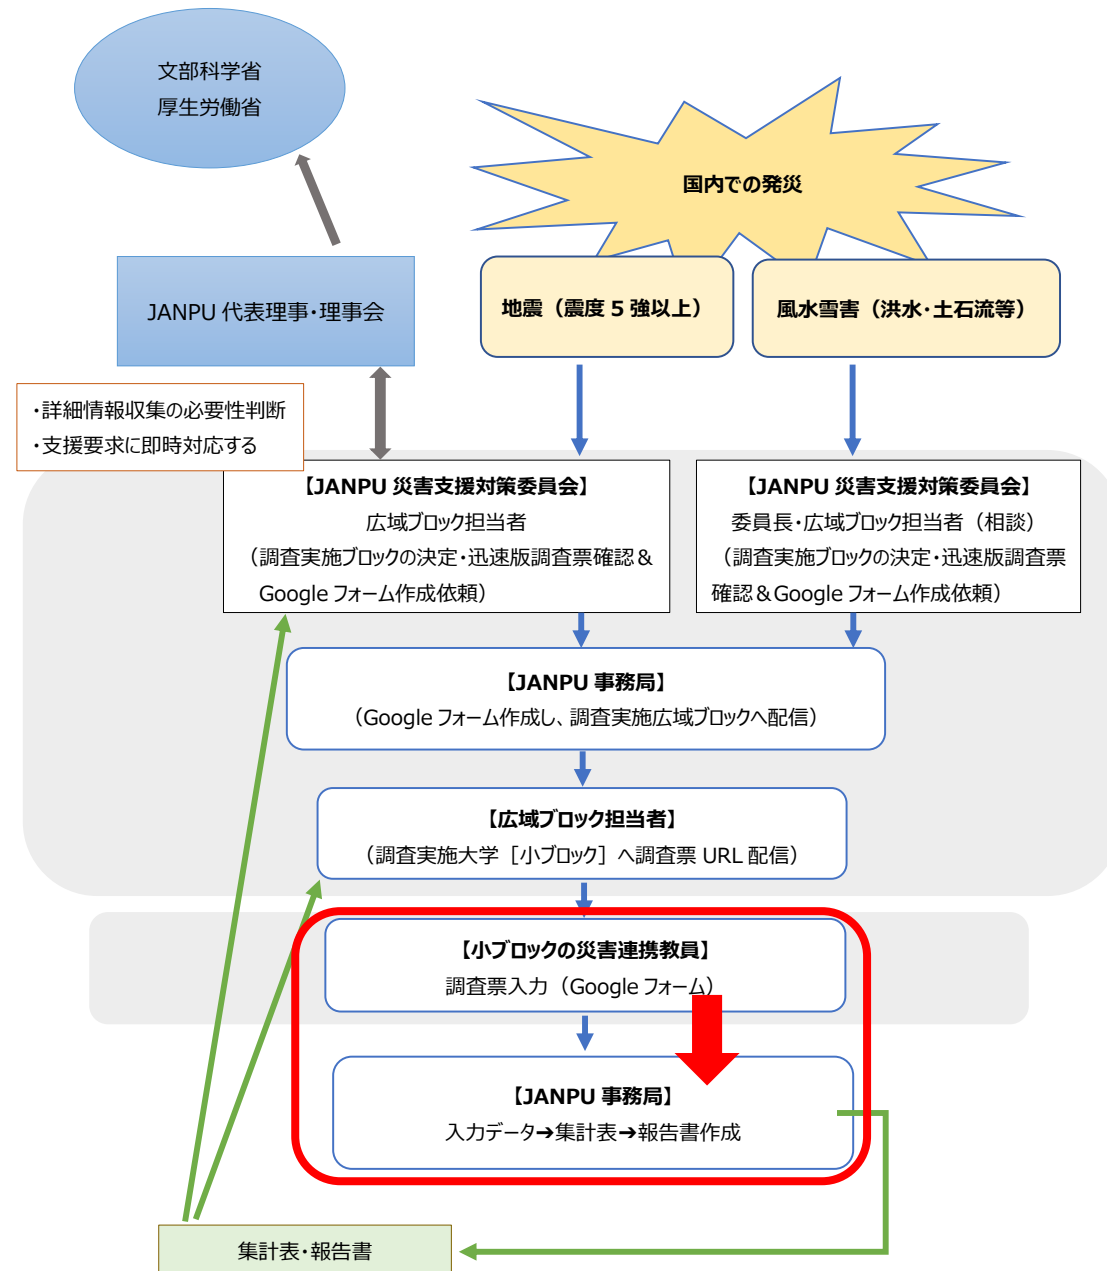 文部科学省
厚生労働省
国内での発災
JANPU 代表理事・理事会
地震（震度 5 強以上）
風水雪害（洪水・土石流等）
・詳細情報収集の必要性判断
・支援要求に即時対応する
【JANPU 災害支援対策委員会】
広域ブロック担当者
（調査実施ブロックの決定・迅速版調査票確認＆
Google フォーム作成依頼）
【JANPU 災害支援対策委員会】
委員長・広域ブロック担当者（相談）
（調査実施ブロックの決定・迅速版調査票
確認＆Google フォーム作成依頼）
【JANPU 事務局】
（Google フォーム作成し、調査実施広域ブロックへ配信）
【広域ブロック担当者】
（調査実施大学［小ブロック］へ調査票 URL 配信）
【小ブロックの災害連携教員】
調査票入力（Google フォーム）
【JANPU 事務局】
入力データ➔集計表➔報告書作成
集計表・報告書